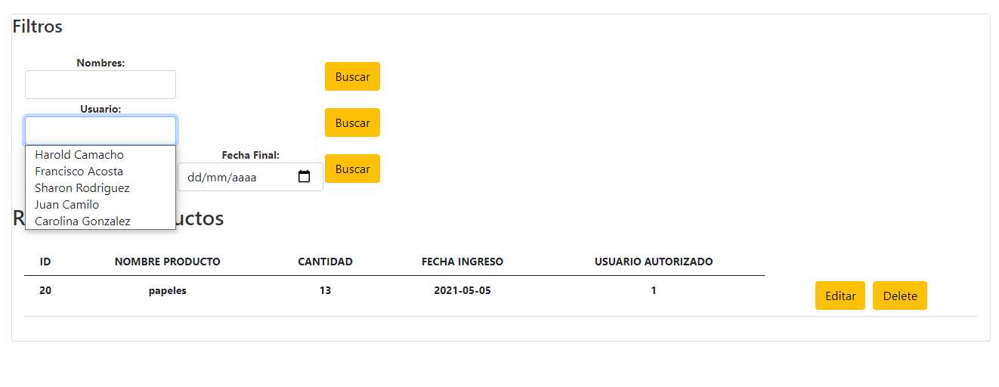 Filtros
Nombres:
Buscar
Usuario:
Buscar
Harold Camacho
Francisco Acosta
Sharon Rodriguez
Juan Camilo
Carolina Gonzalez
Fecha Final:
dd/mm/aaaa
Buscar
R uctos
ID NOMBRE PRODUCTO CANTIDAD FECHA INGRESO USUARIO AUTORIZADO
20 papeles 13 2021-05-05 1 Editar Delete